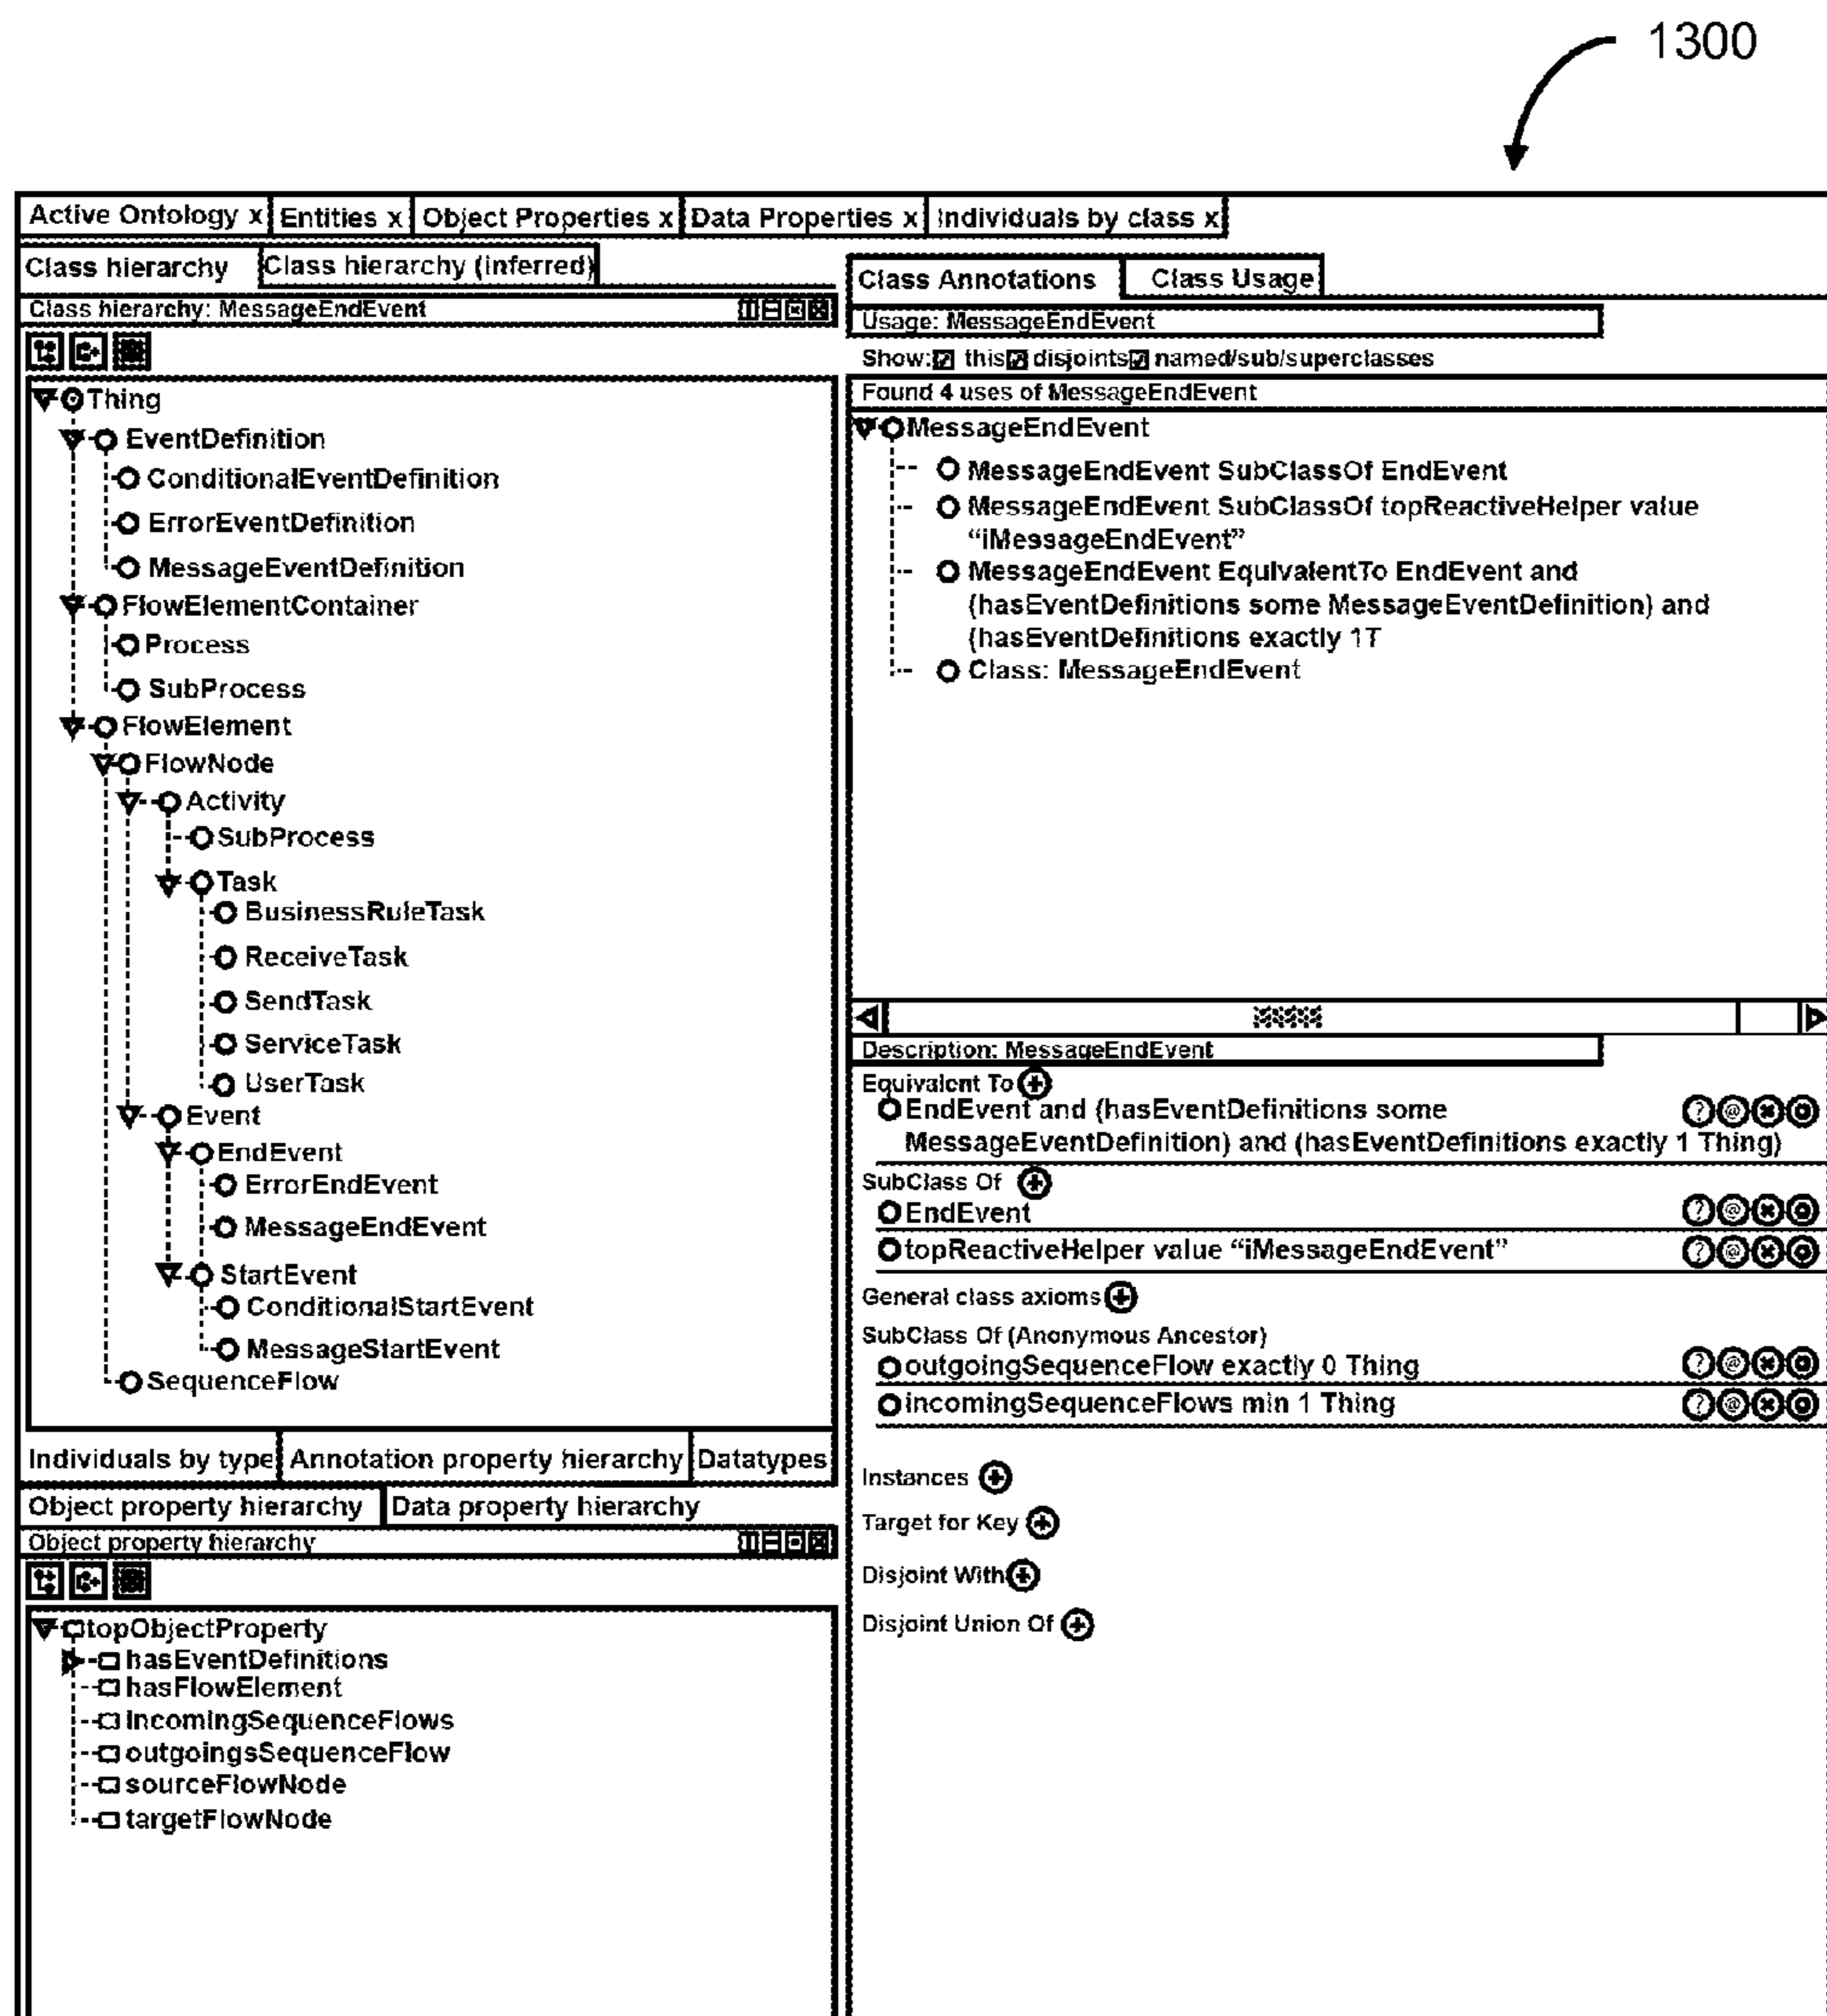 1300
Active Ontology x Entities x Object Properties x Data Properties x Individuals by class x
Class hierarchy Class hierarchy (inferred)
Class hierarchy: MessageEndEvent
Thing
EventDefinition
ConditionalEventDefinition
ErrorEventDefinition
MessageEventDefinition
FlowElementContainer
Process
SubProcess
FlowElement
FlowNode
Activity
SubProcess
Task
BusinessRuleTask
ReceiveTask
SendTask
ServiceTask
UserTask
Event
EndEvent
ErrorEndEvent
MessageEndEvent
StartEvent
ConditionalStartEvent
MessageStartEvent
SequenceFlow
Individuals by type Annotation property hierarchy Datatypes
Object property hierarchy Data property hierarchy
Object property hierarchy
topObjectProperty
hasEventDefinitions
hasFlowElement
incomingSequenceFlows
outgoingsSequenceFlow
sourceFlowNode
targetFlowNode
Class Annotations Class Usage
Usage: MessageEndEvent
Show: this disjoints named/sub/superclasses
Found 4 uses of MessageEndEvent
MessageEndEvent
MessageEndEvent SubClassOf EndEvent
MessageEndEvent SubClassOf topReactiveHelper value
“iMessageEndEvent”
MessageEndEvent EquivalentTo EndEvent and
(hasEventDefinitions some MessageEventDefinition) and
(hasEventDefinitions exactly 1T
Class: MessageEndEvent
Description: MessageEndEvent
Equivalent To
EndEvent and (hasEventDefinitions some
MessageEventDefinition) and (hasEventDefinitions exactly 1 Thing)
SubClass Of
EndEvent
topReactiveHelper value “iMessageEndEvent”
General class axioms
SubClass Of (Anonymous Ancestor)
outgoingSequenceFlow exactly 0 Thing
incomingSequenceFlows min 1 Thing
Instances
Target for Key
Disjoint With
Disjoint Union Of